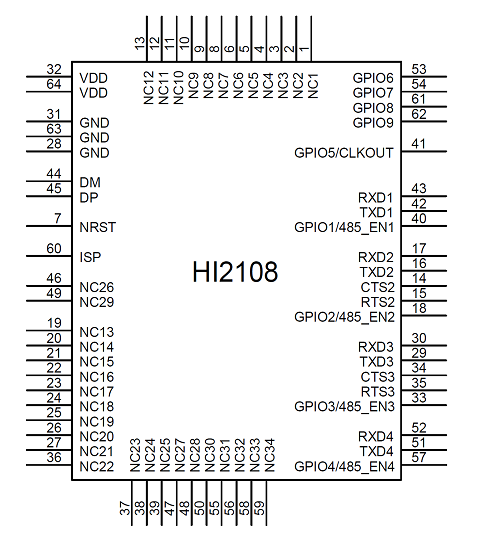 13 12 11 10 9 8 6 5 4 3 2 1
NC12 NC11 NC10 NC9 NC8 NC7 NC6 NC5 NC4 NC3 NC2 NC1
32 VDD
64 VDD
31 GND
63 GND
28 GND
44 DM
45 DP
7 NRST
60 ISP
46 NC26
49 NC29
19 NC13
20 NC14
21 NC15
22 NC16
23 NC17
24 NC18
25 NC19
26 NC20
27 NC21
36 NC22
HI2108
GPIO6 53
GPIO7 54
GPIO8 61
GPIO9 62
GPIO5/CLKOUT 41
RXD1 43
TXD1 42
GPIO1/485_EN1 40
RXD2 17
TXD2 16
CTS2 14
RTS2 15
GPIO2/485_EN2 18
RXD3 30
TXD3 29
CTS3 34
RTS3 35
GPIO3/485_EN3 33
RXD4 52
TXD4 51
GPIO4/485_EN4 57
NC23 NC24 NC25 NC27 NC28 NC30 NC31 NC32 NC33 NC34
37 38 39 47 48 50 55 56 58 59